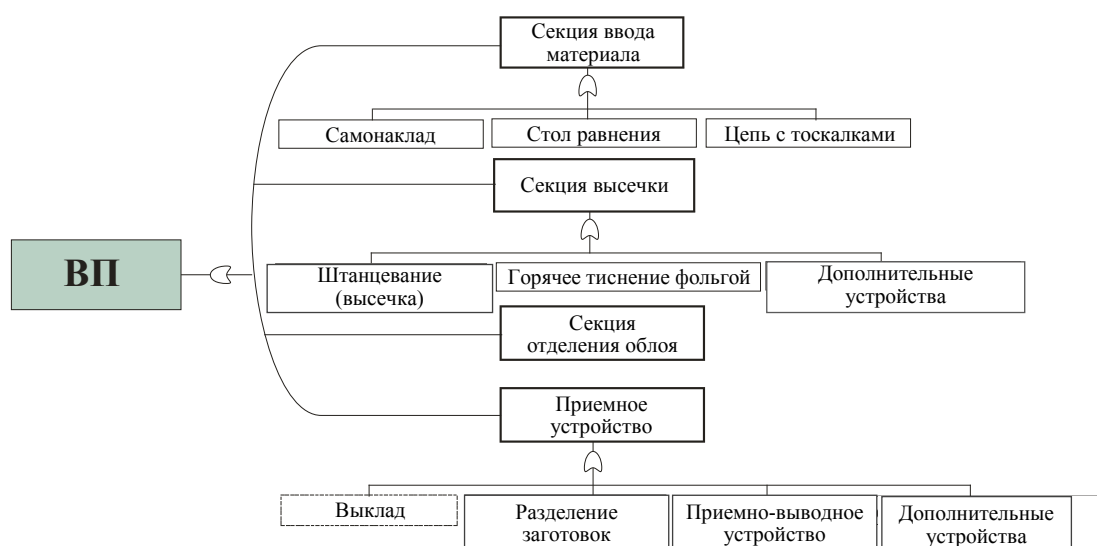 Секция ввода
материала
Самонаклад
Стол равнения
Цепь с тоскалками
Секция высечки
ВП
Штанцевание
(высечка)
Горячее тиснение фольгой
Дополнительные
устройства
Секция
отделения облоя
Приемное
устройство
Выклад
Разделение
заготовок
Приемно-выводное
устройство
Дополнительные
устройства